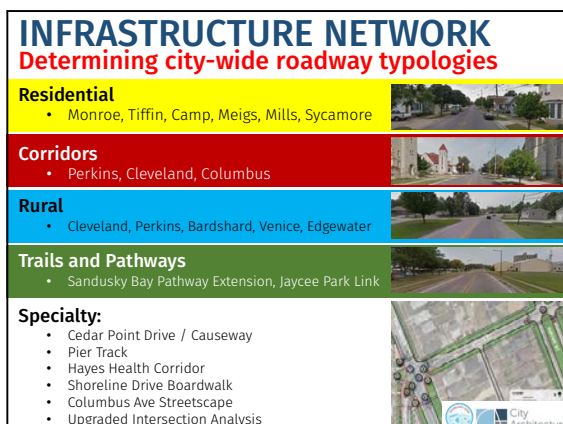 INFRASTRUCTURE NETWORK
Determining city-wide roadway typologies
Residential
• Monroe, Tiffin, Camp, Meigs, Mills, Sycamore
Corridors
• Perkins, Cleveland, Columbus
Rural
• Cleveland, Perkins, Bardshard, Venice, Edgewater
Trails and Pathways
• Sandusky Bay Pathway Extension, Jaycee Park Link
Specialty:
• Cedar Point Drive / Causeway
• Pier Track
• Hayes Health Corridor
• Shoreline Drive Boardwalk
• Columbus Ave Streetscape
• Upgraded Intersection Analysis
City
Architecture